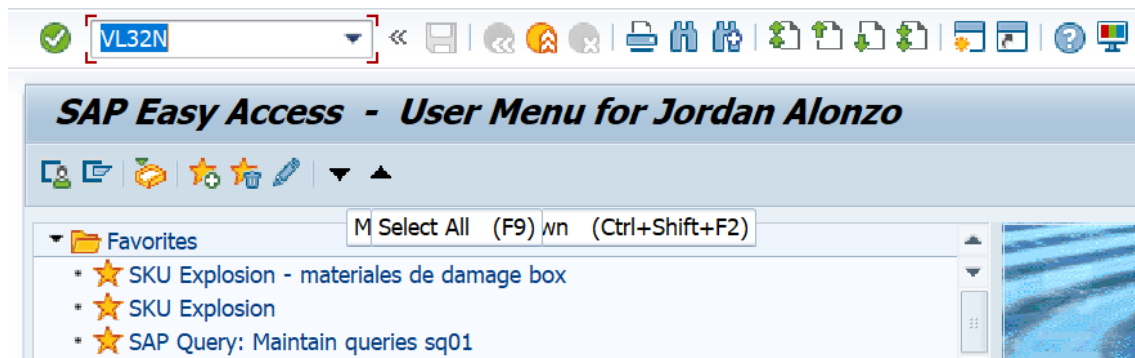 VL32N
SAP Easy Access - User Menu for Jordan Alonzo
M Select All (F9) wn (Ctrl+Shift+F2)
Favorites
SKU Explosion - materiales de damage box
SKU Explosion
SAP Query: Maintain queries sq01